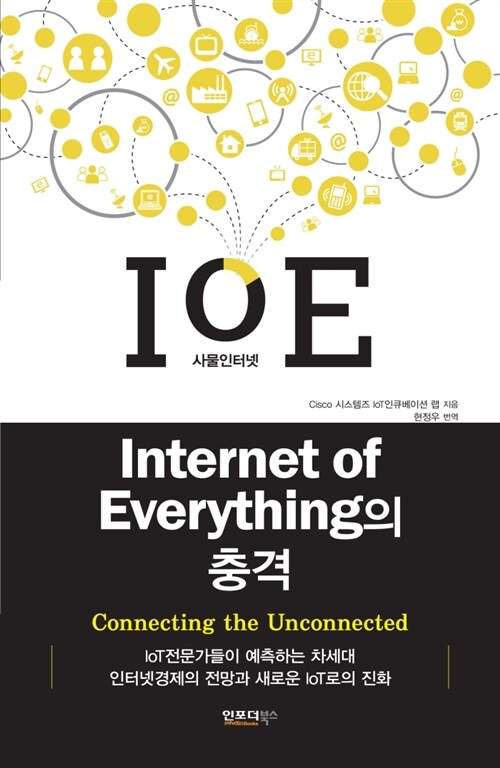 IOE
사물인터넷
Cisco 시스템즈 IoT인큐베이션 랩 지음
현정우 번역
Internet of
Everything의
충격
Connecting the Unconnected
IoT전문가들이 예측하는 차세대
인터넷경제의 전망과 새로운 IoT로의 진화
인포더북스